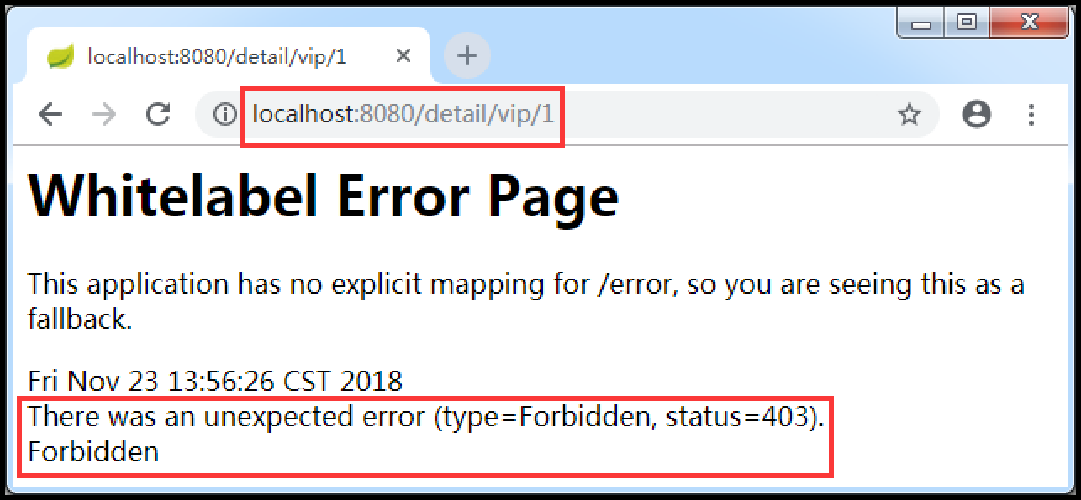 localhost:8080/detail/vip/1
localhost:8080/detail/vip/1
Whitelabel Error Page
This application has no explicit mapping for /error, so you are seeing this as a
fallback.
Fri Nov 23 13:56:26 CST 2018
There was an unexpected error (type=Forbidden, status=403).
Forbidden